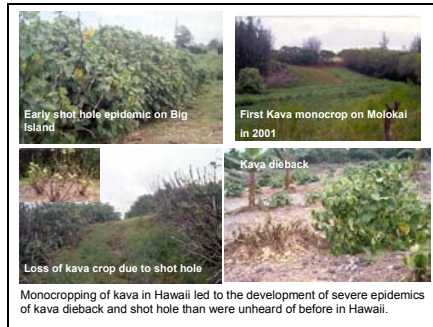 Early shot hole epidemic on Big
Island
First Kava monocrop on Molokai
in 2001
Loss of kava crop due to shot hole
Kava dieback
Monocropping of kava in Hawaii led to the development of severe epidemics
of kava dieback and shot hole than were unheard of before in Hawaii.